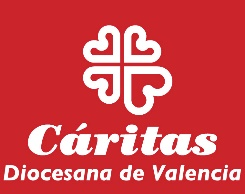 Cáritas
Diocesana de Valencia